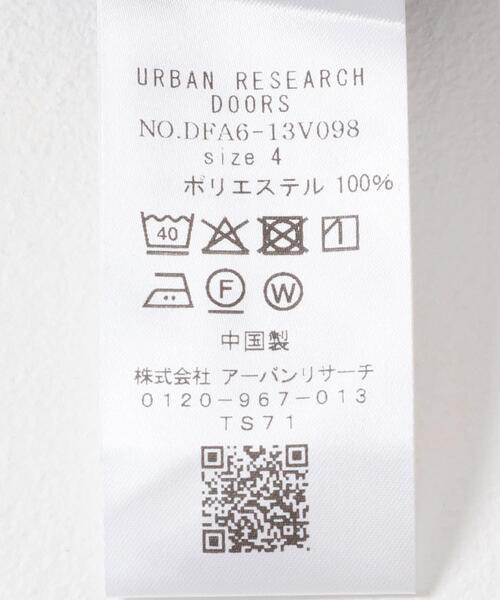 URBAN RESEARCH
DOORS
NO.DFA6-13V098
size 4
ポリエステル 100%
40
F W
中国製
株式会社 アーバンリサーチ
0120-967-013
TS71